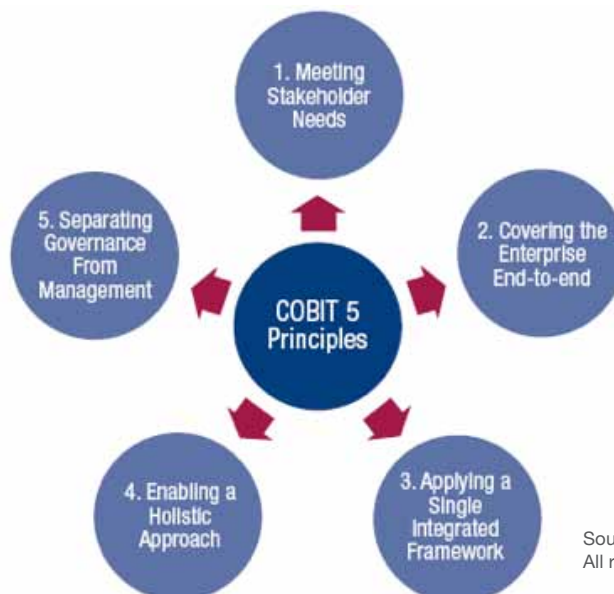 1. Meeting
Stakeholder
Needs
5. Separating
Governance
From
Management
2. Covering the
Enterprise
End-to-end
COBIT 5
Principles
4. Enabling a
Holistic
Approach
3. Applying a
Single
Integrated
Framework